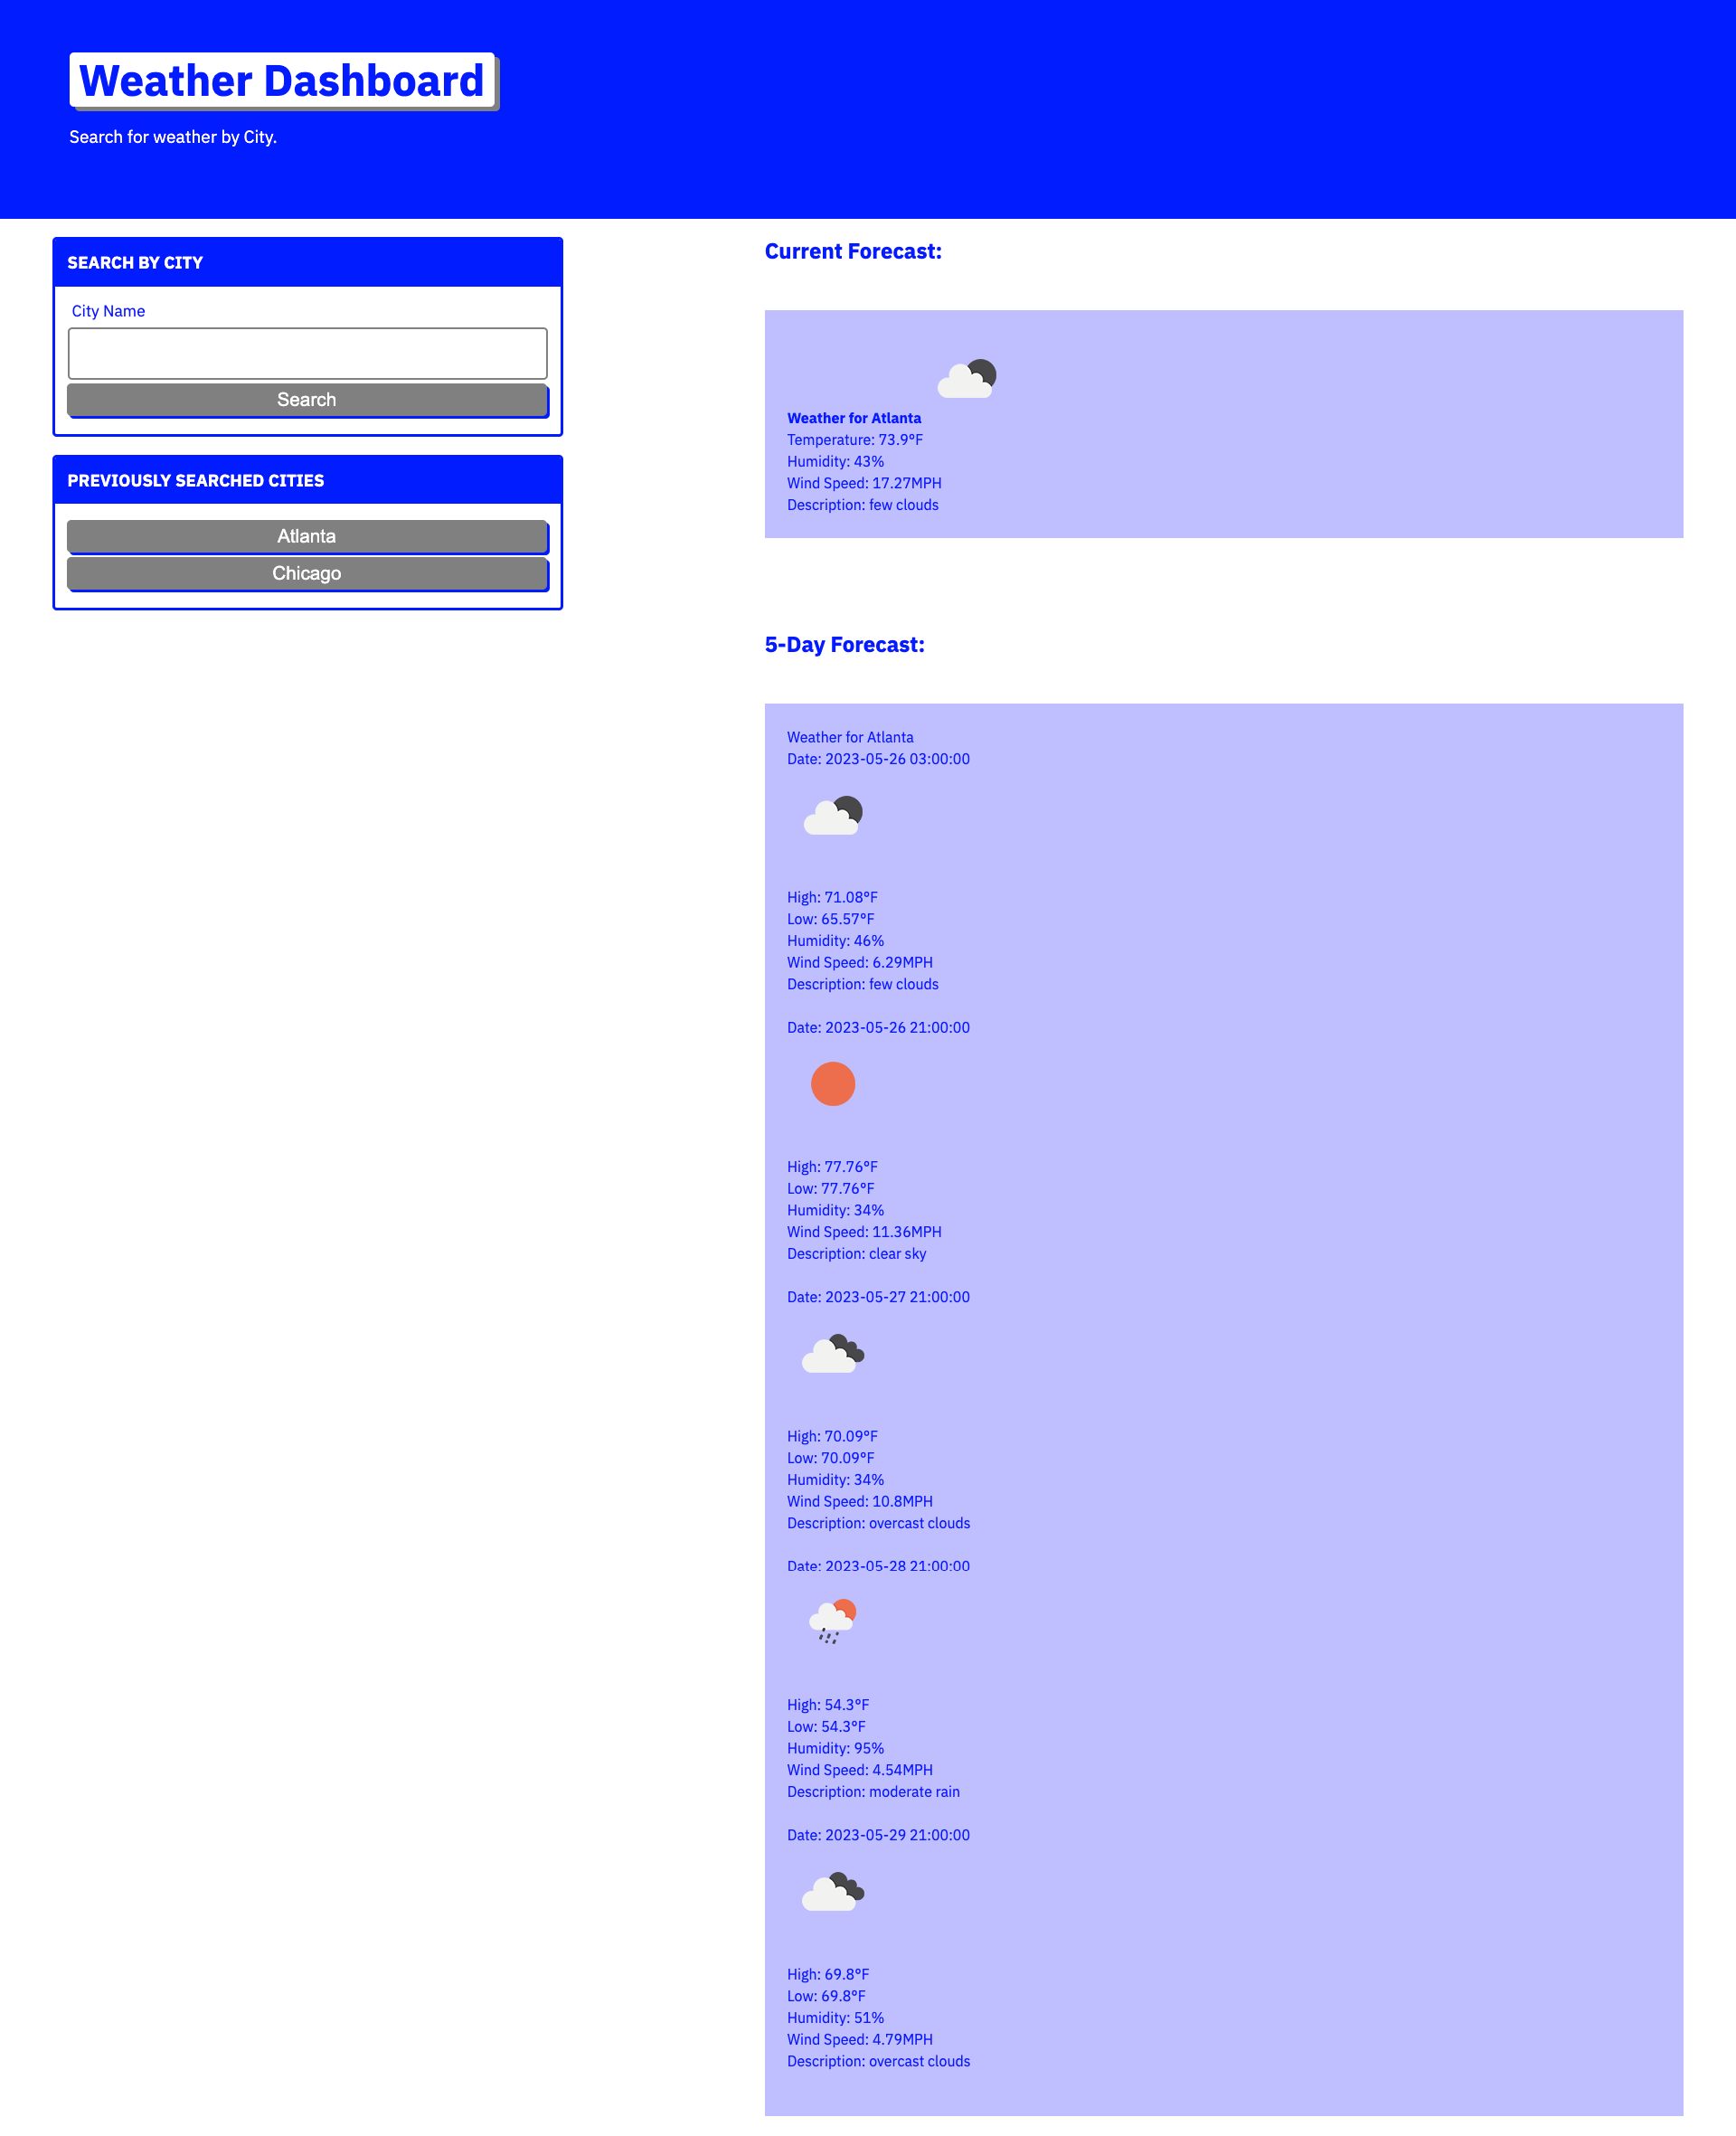 Weather Dashboard
Search for weather by City.
SEARCH BY CITY
City Name
Search
PREVIOUSLY SEARCHED CITIES
Atlanta
Chicago
Current Forecast:
Weather for Atlanta
Temperature: 73.9°F
Humidity: 43%
Wind Speed: 17.27MPH
Description: few clouds
5-Day Forecast:
Weather for Atlanta
Date: 2023-05-26 03:00:00
High: 71.08°F
Low: 65.57°F
Humidity: 46%
Wind Speed: 6.29MPH
Description: few clouds
Date: 2023-05-26 21:00:00
High: 77.76°F
Low: 77.76°F
Humidity: 34%
Wind Speed: 11.36MPH
Description: clear sky
Date: 2023-05-27 21:00:00
High: 70.09°F
Low: 70.09°F
Humidity: 34%
Wind Speed: 10.8MPH
Description: overcast clouds
Date: 2023-05-28 21:00:00
High: 54.3°F
Low: 54.3°F
Humidity: 95%
Wind Speed: 4.54MPH
Description: moderate rain
Date: 2023-05-29 21:00:00
High: 69.8°F
Low: 69.8°F
Humidity: 51%
Wind Speed: 4.79MPH
Description: overcast clouds